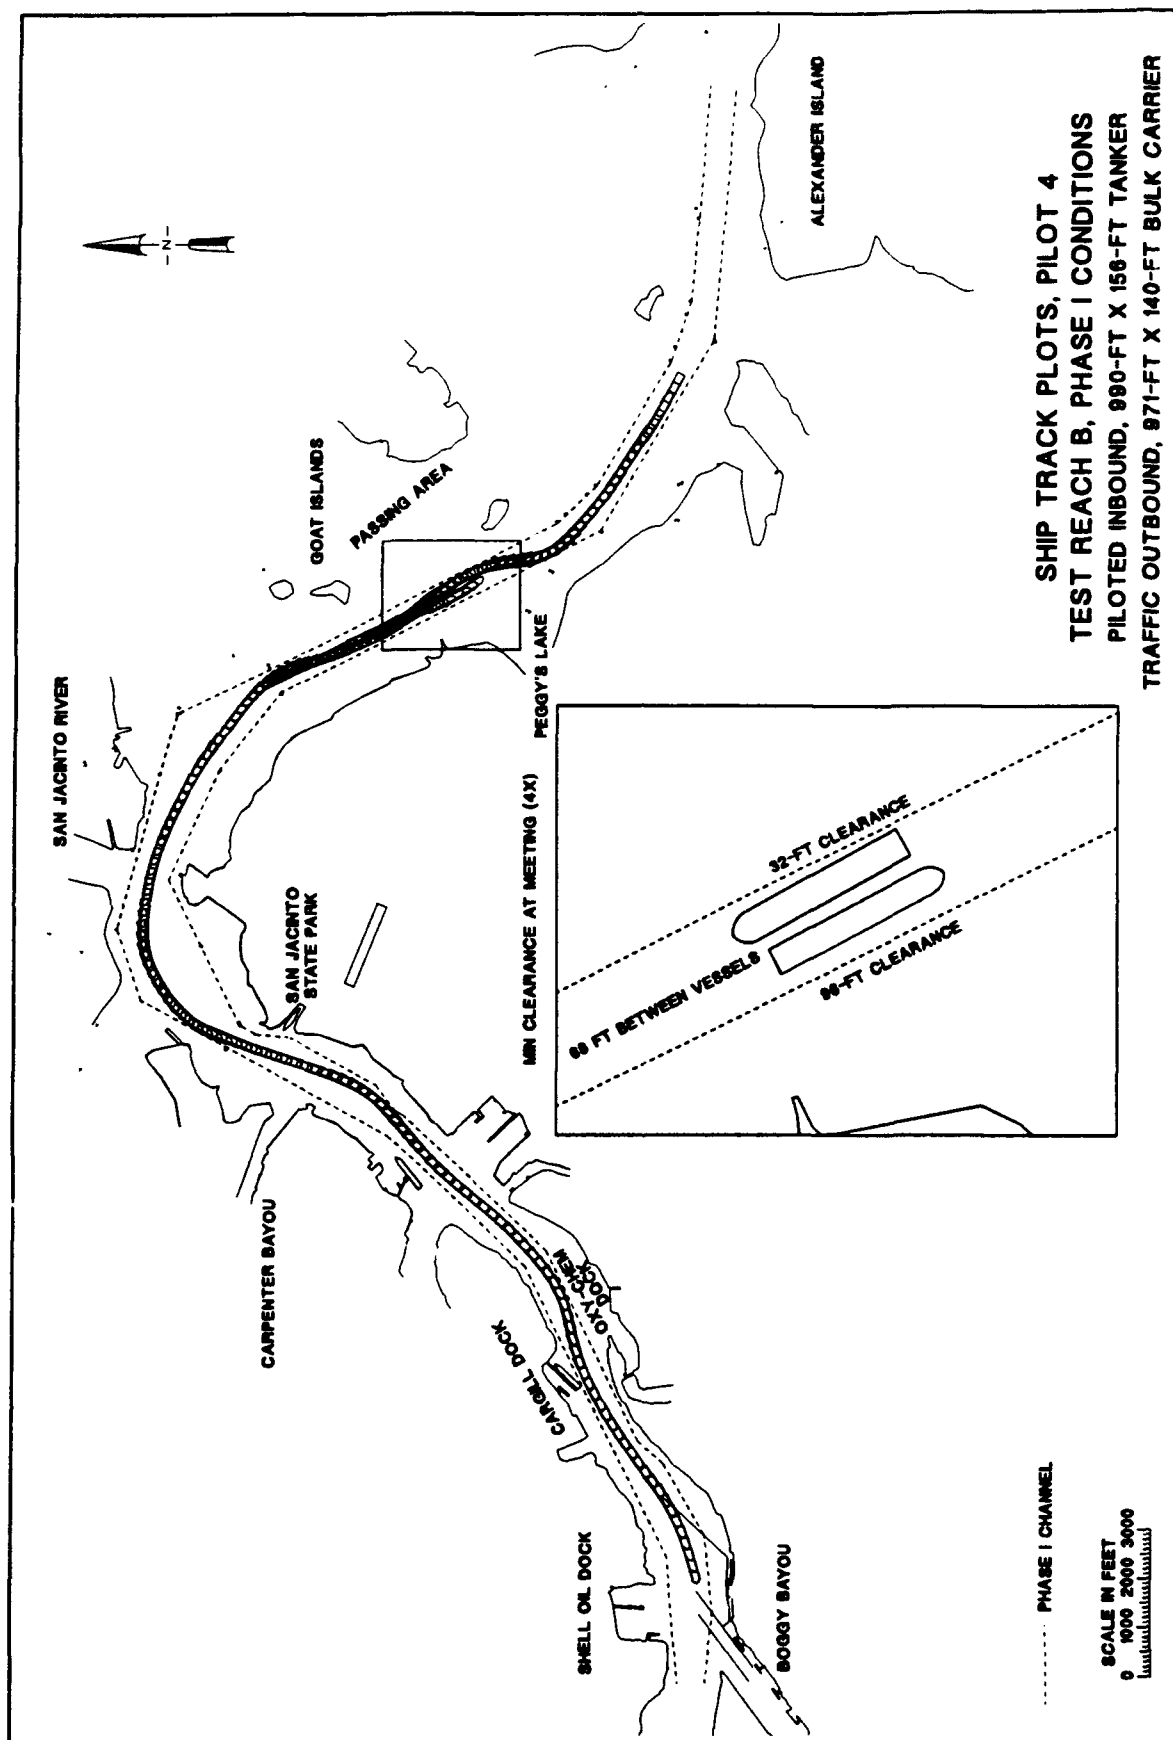 SHIP TRACK PLOTS, PILOT 4
TEST REACH B, PHASE I CONDITIONS
PILOTED INBOUND, 990-FT X 156-FT TANKER
TRAFFIC OUTBOUND, 971-FT X 140-FT BULK CARRIER
N
ALEXANDER ISLAND
GOAT ISLANDS
PASSING AREA
SAN JACINTO RIVER
PEGGY'S LAKE
SAN JACINTO
STATE PARK
MIN CLEARANCE AT MEETING (4X)
32-FT CLEARANCE
68 FT BETWEEN VESSELS
96-FT CLEARANCE
CARPENTER BAYOU
OXY-CHEM
DOCK
CARGILL DOCK
SHELL OIL DOCK
BOGGY BAYOU
PHASE I CHANNEL
SCALE IN FEET
0 1000 2000 3000